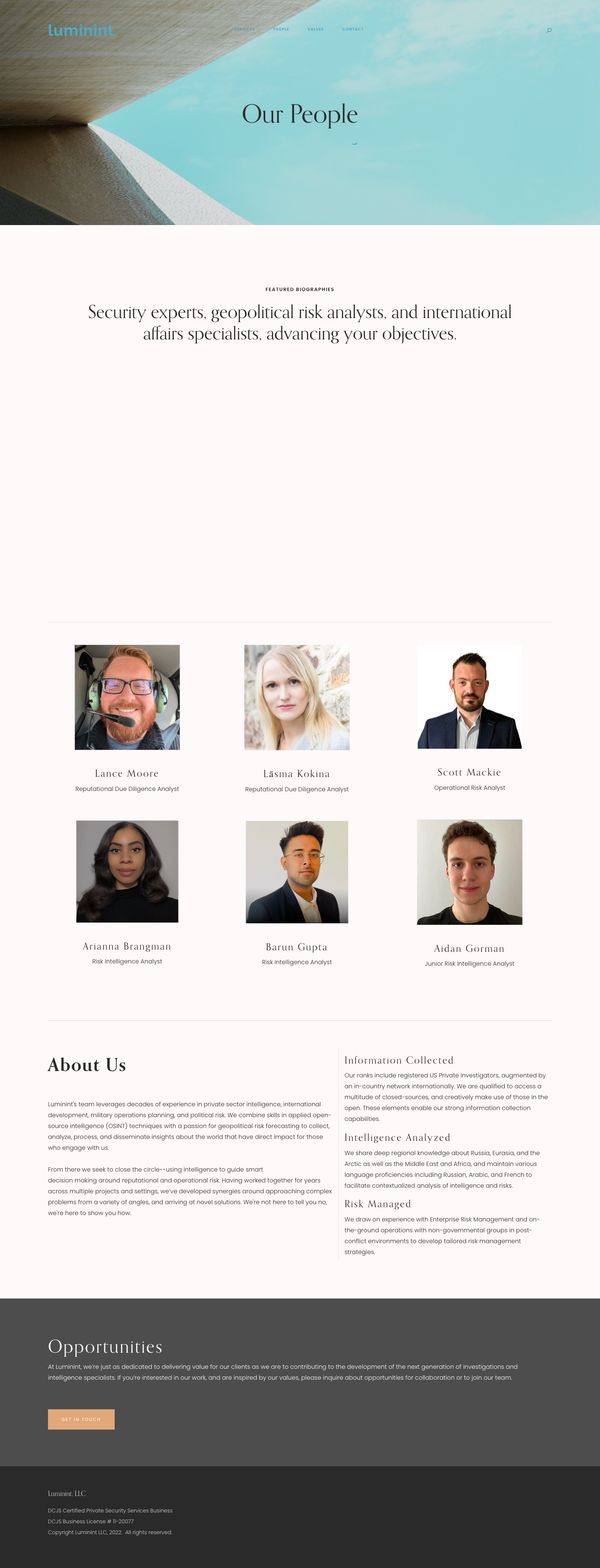 luminint
SERVICES PEOPLE VALUES CONTACT
Our People
FEATURED BIOGRAPHIES
Security experts, geopolitical risk analysts, and international
affairs specialists, advancing your objectives.
Lance Moore
Reputational Due Diligence Analyst
Lāsma Kokina
Reputational Due Diligence Analyst
Scott Mackie
Operational Risk Analyst
Arianna Brangman
Risk Intelligence Analyst
Barun Gupta
Risk Intelligence Analyst
Aidan Gorman
Junior Risk Intelligence Analyst
About Us
Luminint's team leverages decades of experience in private sector intelligence, international
development, military operations planning, and political risk. We combine skills in applied open-
source intelligence (OSINT) techniques with a passion for geopolitical risk forecasting to collect,
analyze, process, and disseminate insights about the world that have direct impact for those
who engage with us.
From there we seek to close the circle--using intelligence to guide smart
decision making around reputational and operational risk. Having worked together for years
across multiple projects and settings, we've developed synergies around approaching complex
problems from a variety of angles, and arriving at novel solutions. We're not here to tell you no,
we're here to show you how.
Information Collected
Our ranks include registered US Private Investigators, augmented by
an in-country network internationally. We are qualified to access a
multitude of closed-sources, and creatively make use of those in the
open. These elements enable our strong information collection
capabilities.
Intelligence Analyzed
We share deep regional knowledge about Russia, Eurasia, and the
Arctic as well as the Middle East and Africa, and maintain various
language proficiencies including Russian, Arabic, and French to
facilitate contextualized analysis of intelligence and risks.
Risk Managed
We draw on experience with Enterprise Risk Management and on-
the-ground operations with non-governmental groups in post-
conflict environments to develop tailored risk management
strategies.
Opportunities
At Luminint, we're just as dedicated to delivering value for our clients as we are to contributing to the development of the next generation of investigations and
intelligence specialists. If you're interested in our work, and are inspired by our values, please inquire about opportunities for collaboration or to join our team.
GET IN TOUCH
Luminint, LLC
DCJS Certified Private Security Services Business
DCJS Business License # 11-20077
Copyright Luminint LLC, 2022. All rights reserved.